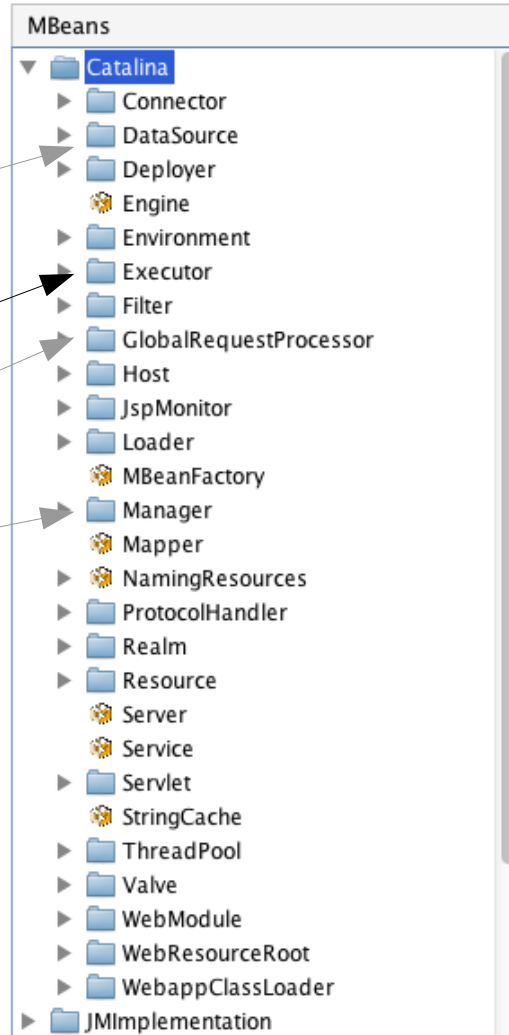 MBeans
Catalina
Connector
DataSource
Deployer
Engine
Environment
Executor
Filter
GlobalRequestProcessor
Host
JspMonitor
Loader
MBeanFactory
Manager
Mapper
NamingResources
ProtocolHandler
Realm
Resource
Server
Service
Servlet
StringCache
ThreadPool
Valve
WebModule
WebResourceRoot
WebappClassLoader
JMImplementation